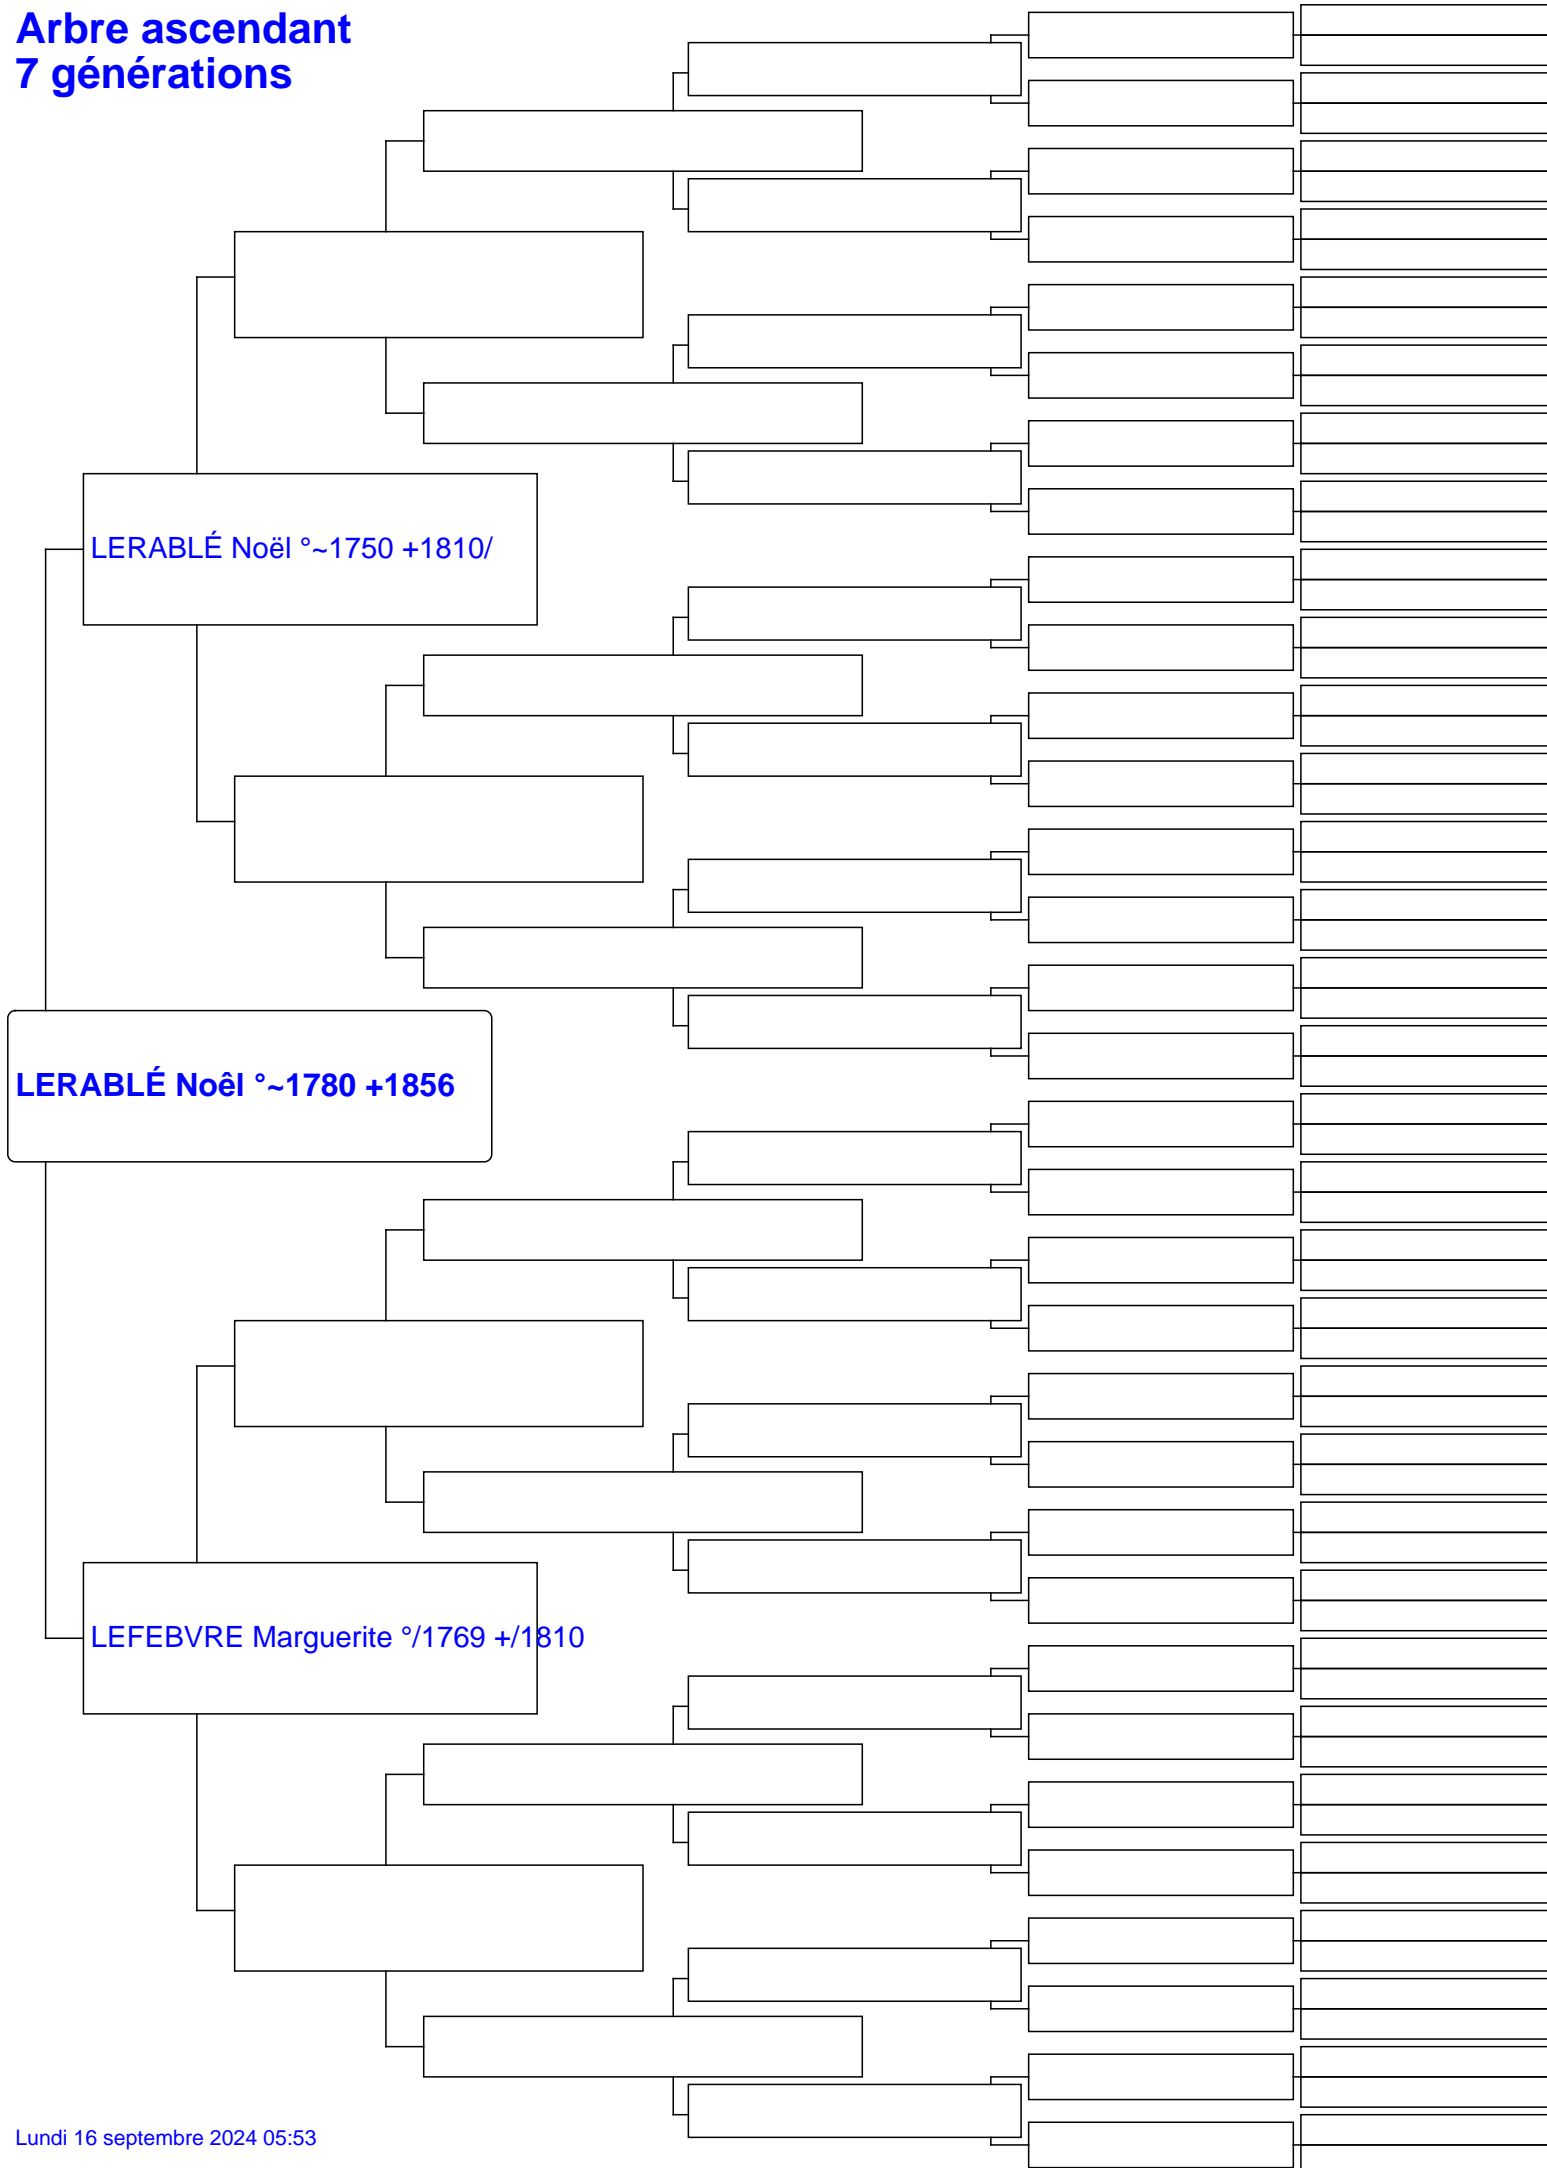 Arbre ascendant
7 générations
LERABLÉ Noël °~1750 +1810/
LERABLÉ Noêl °~1780 +1856
LEFEBVRE Marguerite °/1769 +/1810
Lundi 16 septembre 2024 05:53